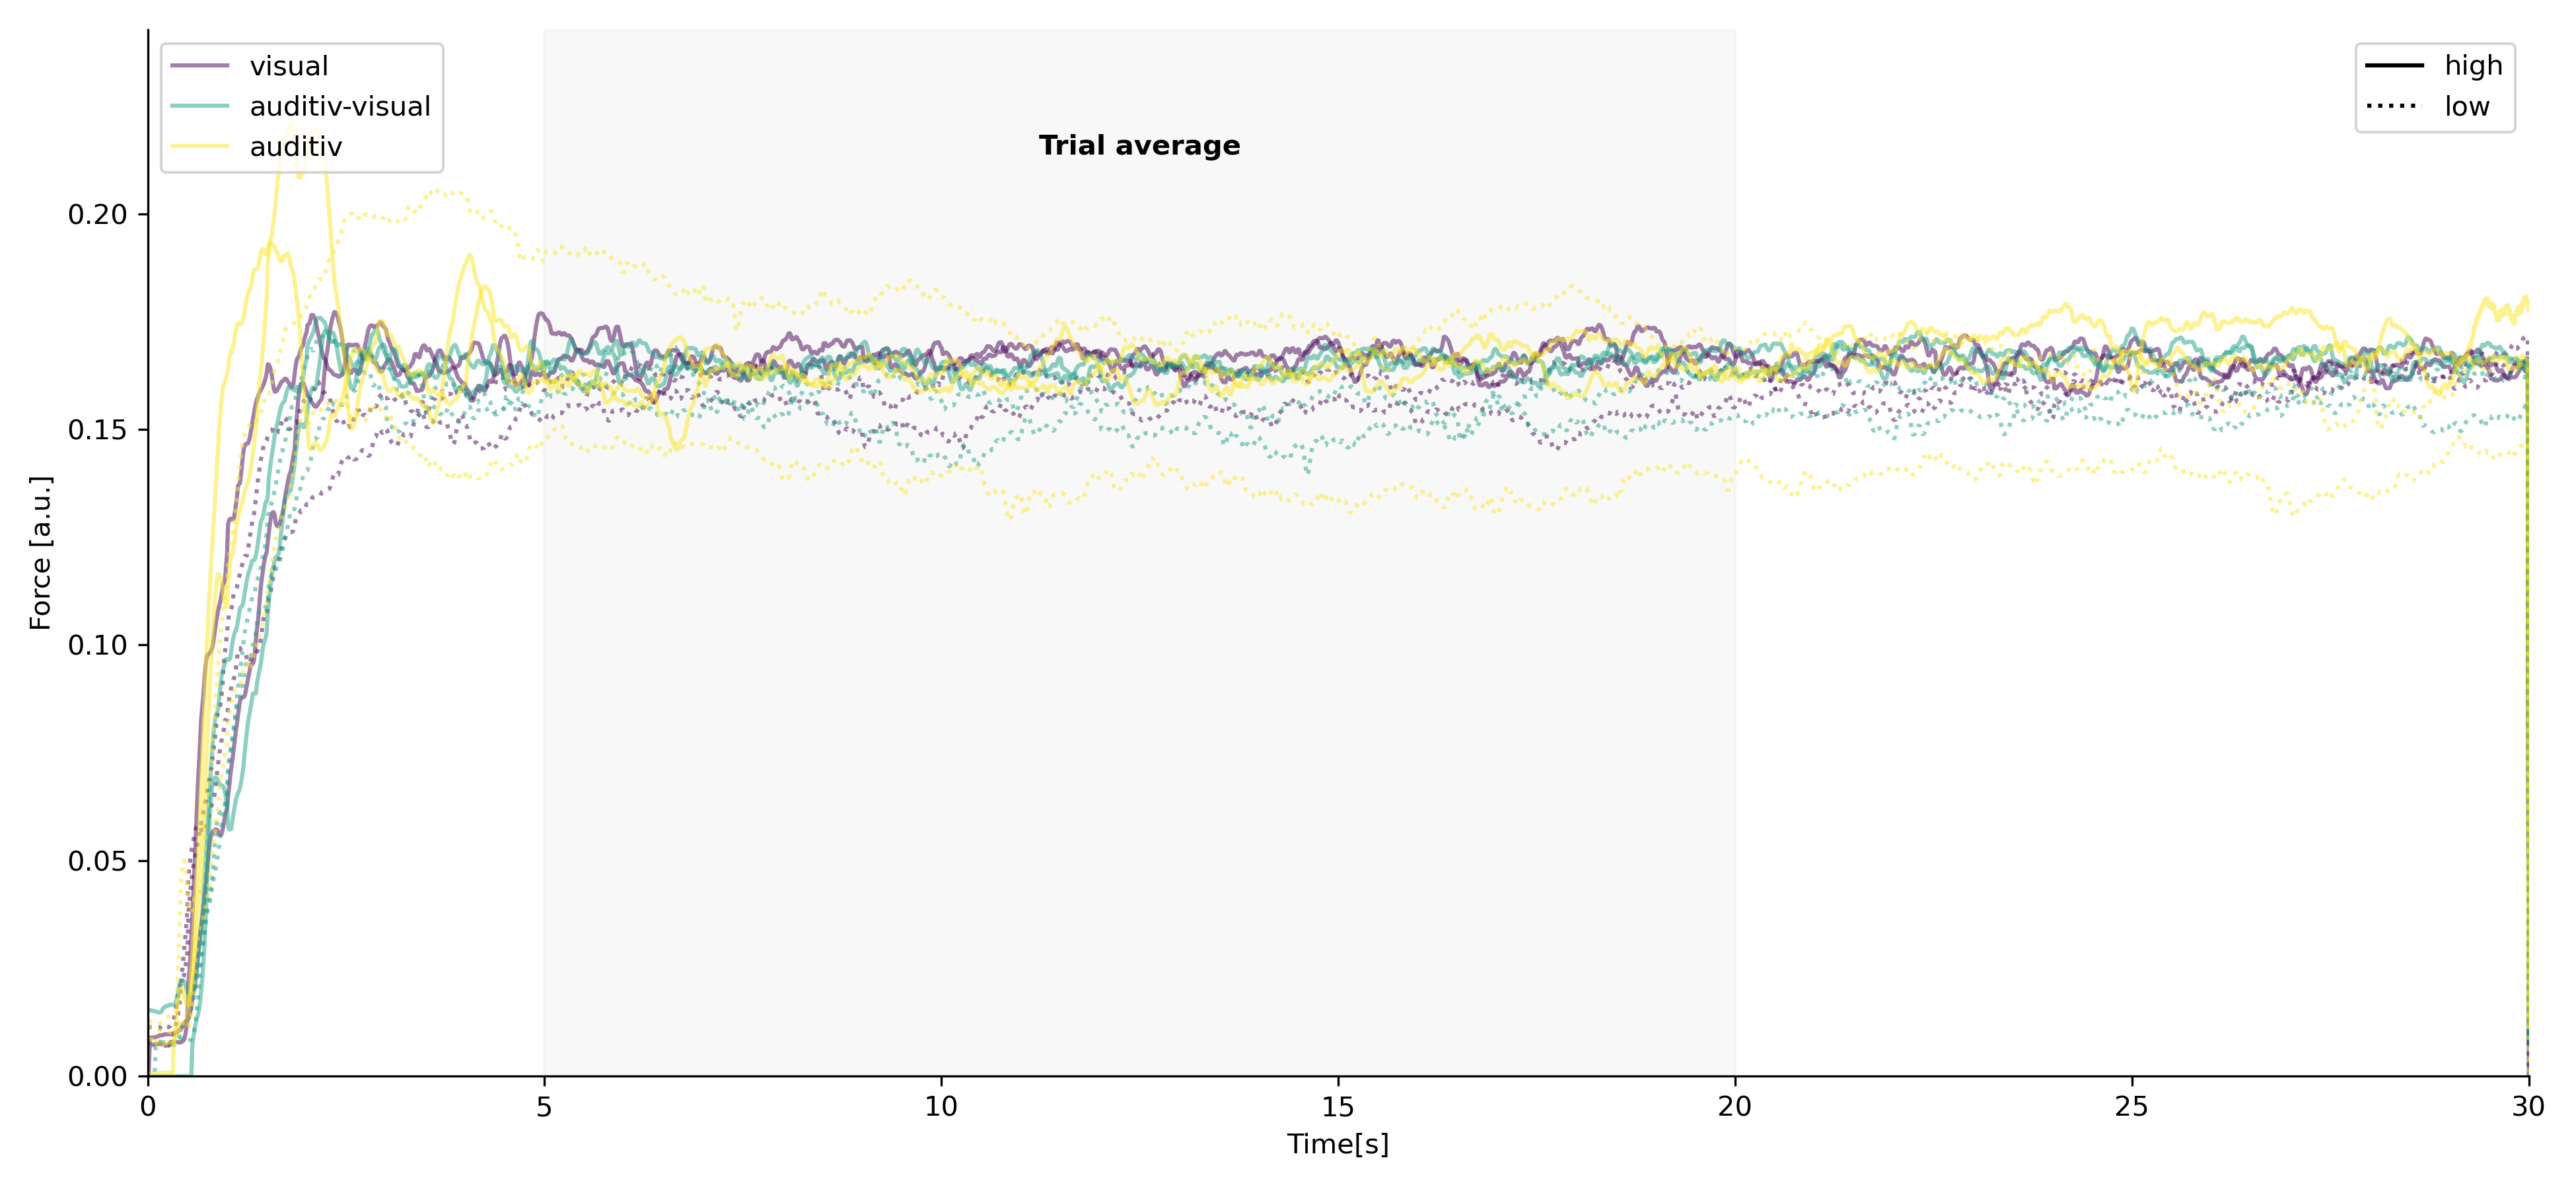 visual
auditiv-visual
auditiv
high
low
Trial average
Force [a.u.]
0.20
0.15
0.10
0.05
0.00
0 5 10 15 20 25 30
Time[s]